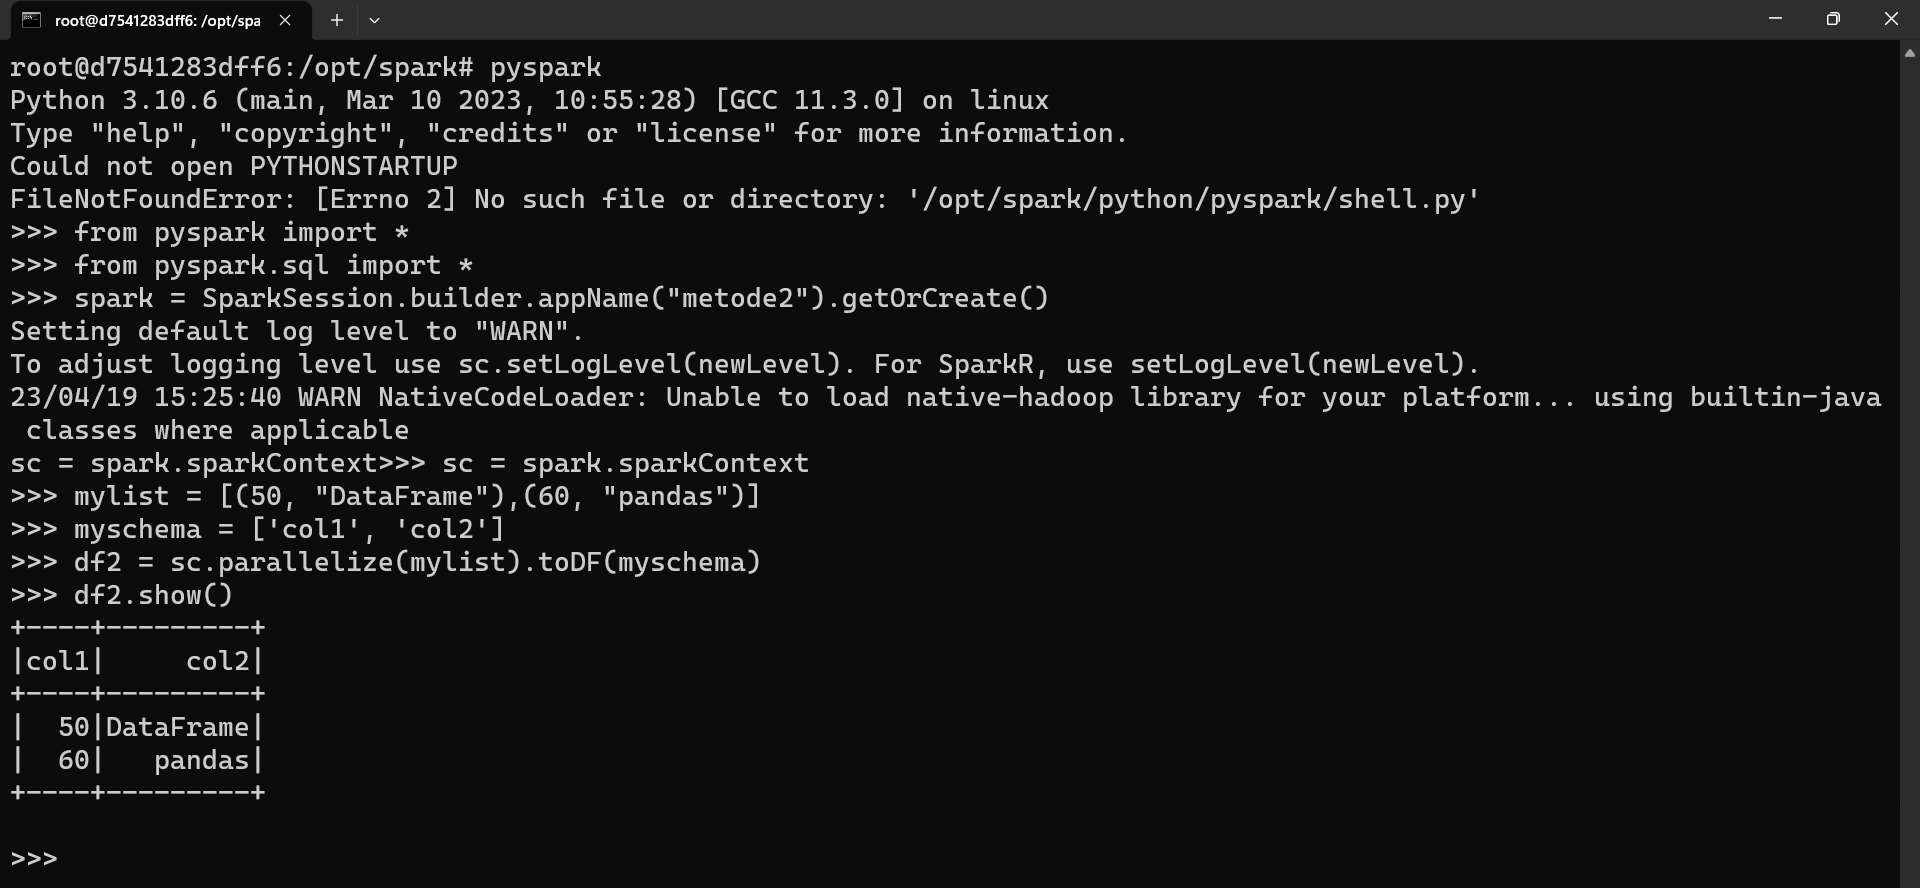 root@d7541283dff6: /opt/spa
root@d7541283dff6:/opt/spark# pyspark
Python 3.10.6 (main, Mar 10 2023, 10:55:28) [GCC 11.3.0] on linux
Type "help", "copyright", "credits" or "license" for more information.
Could not open PYTHONSTARTUP
FileNotFoundError: [Errno 2] No such file or directory: '/opt/spark/python/pyspark/shell.py'
>>> from pyspark import *
>>> from pyspark.sql import *
>>> spark = SparkSession.builder.appName("metode2").getOrCreate()
Setting default log level to "WARN".
To adjust logging level use sc.setLogLevel(newLevel). For SparkR, use setLogLevel(newLevel).
23/04/19 15:25:40 WARN NativeCodeLoader: Unable to load native-hadoop library for your platform... using builtin-java
 classes where applicable
sc = spark.sparkContext>>> sc = spark.sparkContext
>>> mylist = [(50, "DataFrame"),(60, "pandas")]
>>> myschema = ['col1', 'col2']
>>> df2 = sc.parallelize(mylist).toDF(myschema)
>>> df2.show()
+----+---------+
|col1|     col2|
+----+---------+
|  50|DataFrame|
|  60|   pandas|
+----+---------+
>>>